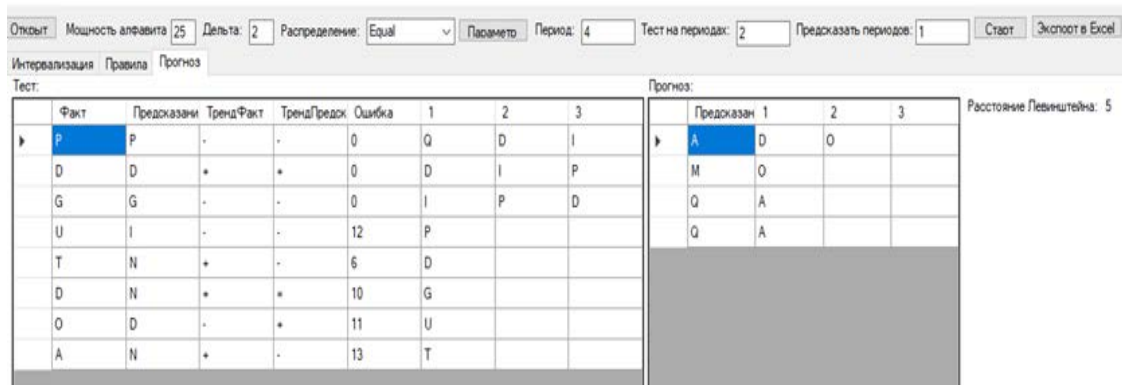 Открыт Мощность алфавита 25 Дельта: 2 Распределение: Equal Параметр Период: 4 Тест на периодах: 2 Предсказать периодов: 1 Старт Экспорт в Excel
Интервализация Правила Прогноз
Тест: Прогноз:
Факт Предсказани ТрендФакт ТрендПредск Ошибка 1 2 3
P P - - 0 Q D I
D D + + 0 D I P
G G - - 0 I P D
U I - - 12 P
T N + - 6 D
D N + = 10 G
O D - + 11 U
A N + - 13 T
Предсказан 1 2 3
A D O
M O
Q A
Q A
Расстояние Левинштейна: 5